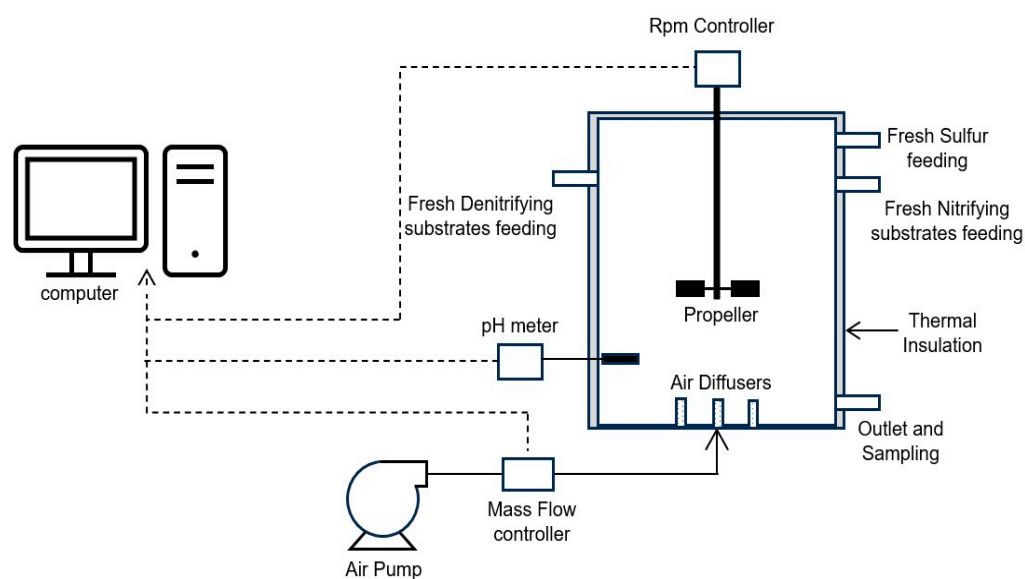 Rpm Controller
Fresh Sulfur
feeding
Fresh Denitrifying
substrates feeding
Fresh Nitrifying
substrates feeding
computer
Propeller
pH meter
Thermal
Insulation
Air Diffusers
Outlet and
Sampling
Mass Flow
controller
Air Pump